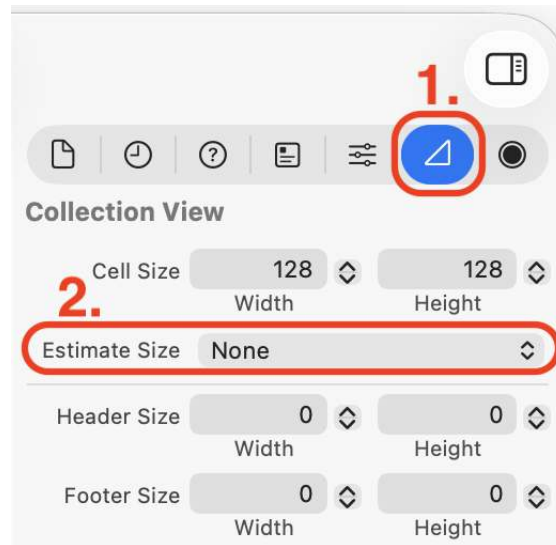 1.
Collection View
Cell Size 128 128
Width Height
2.
Estimate Size None
Header Size 0 0
Width Height
Footer Size 0 0
Width Height